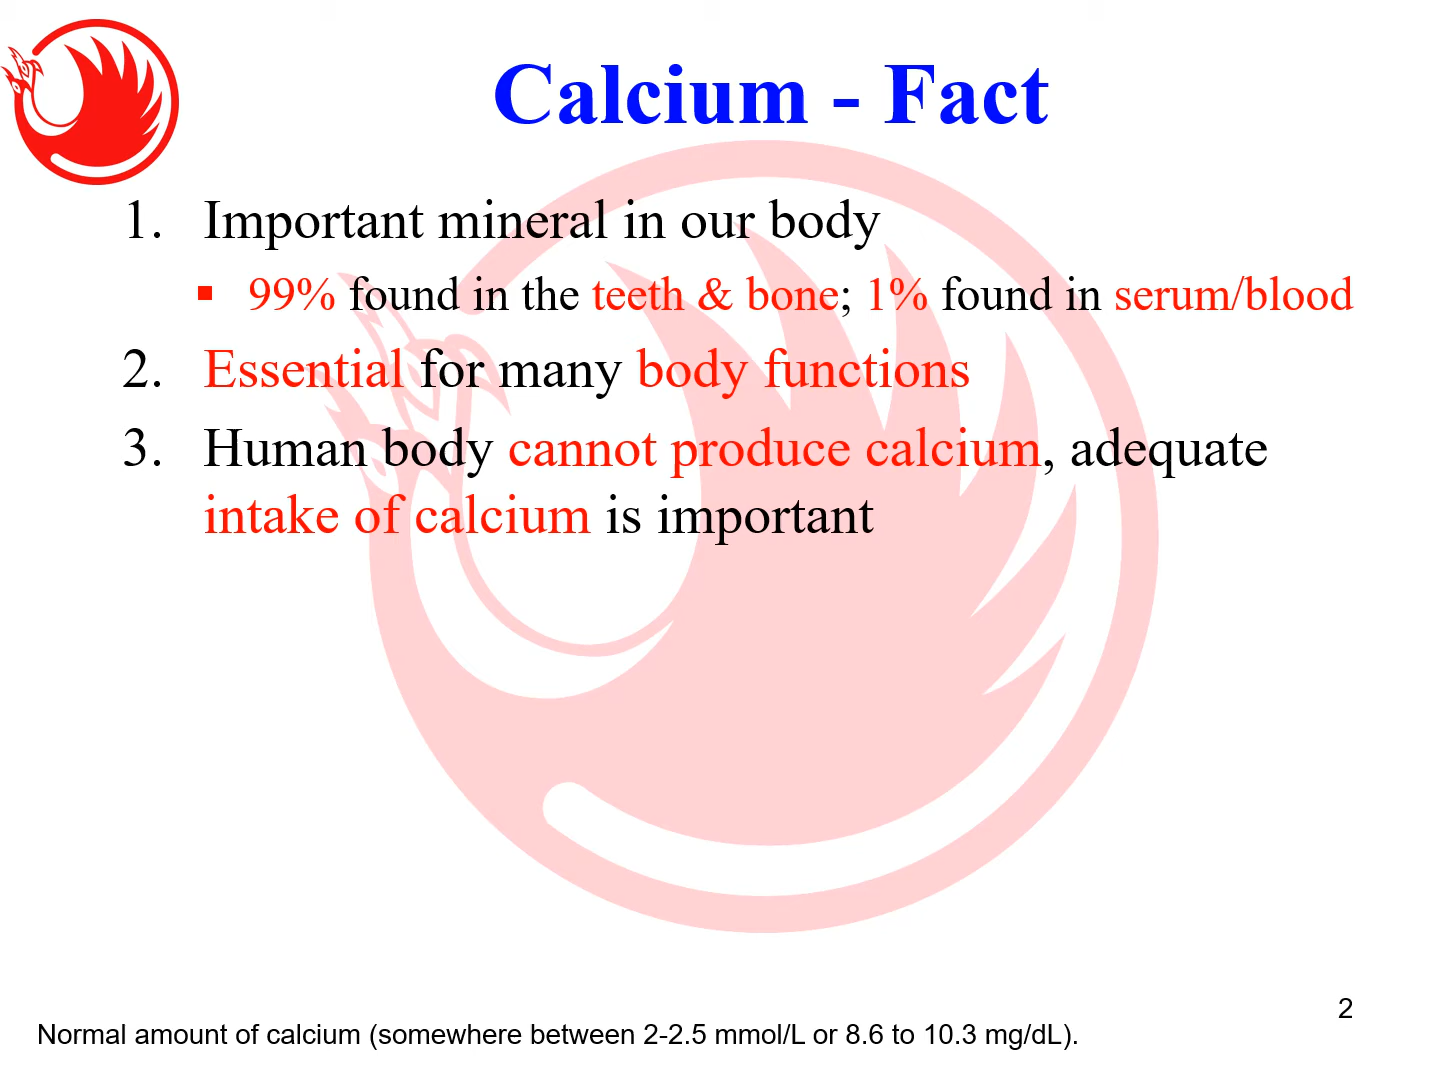 Calcium - Fact
1. Important mineral in our body
▪ 99% found in the teeth & bone; 1% found in serum/blood
2. Essential for many body functions
3. Human body cannot produce calcium, adequate
intake of calcium is important
2
Normal amount of calcium (somewhere between 2-2.5 mmol/L or 8.6 to 10.3 mg/dL).